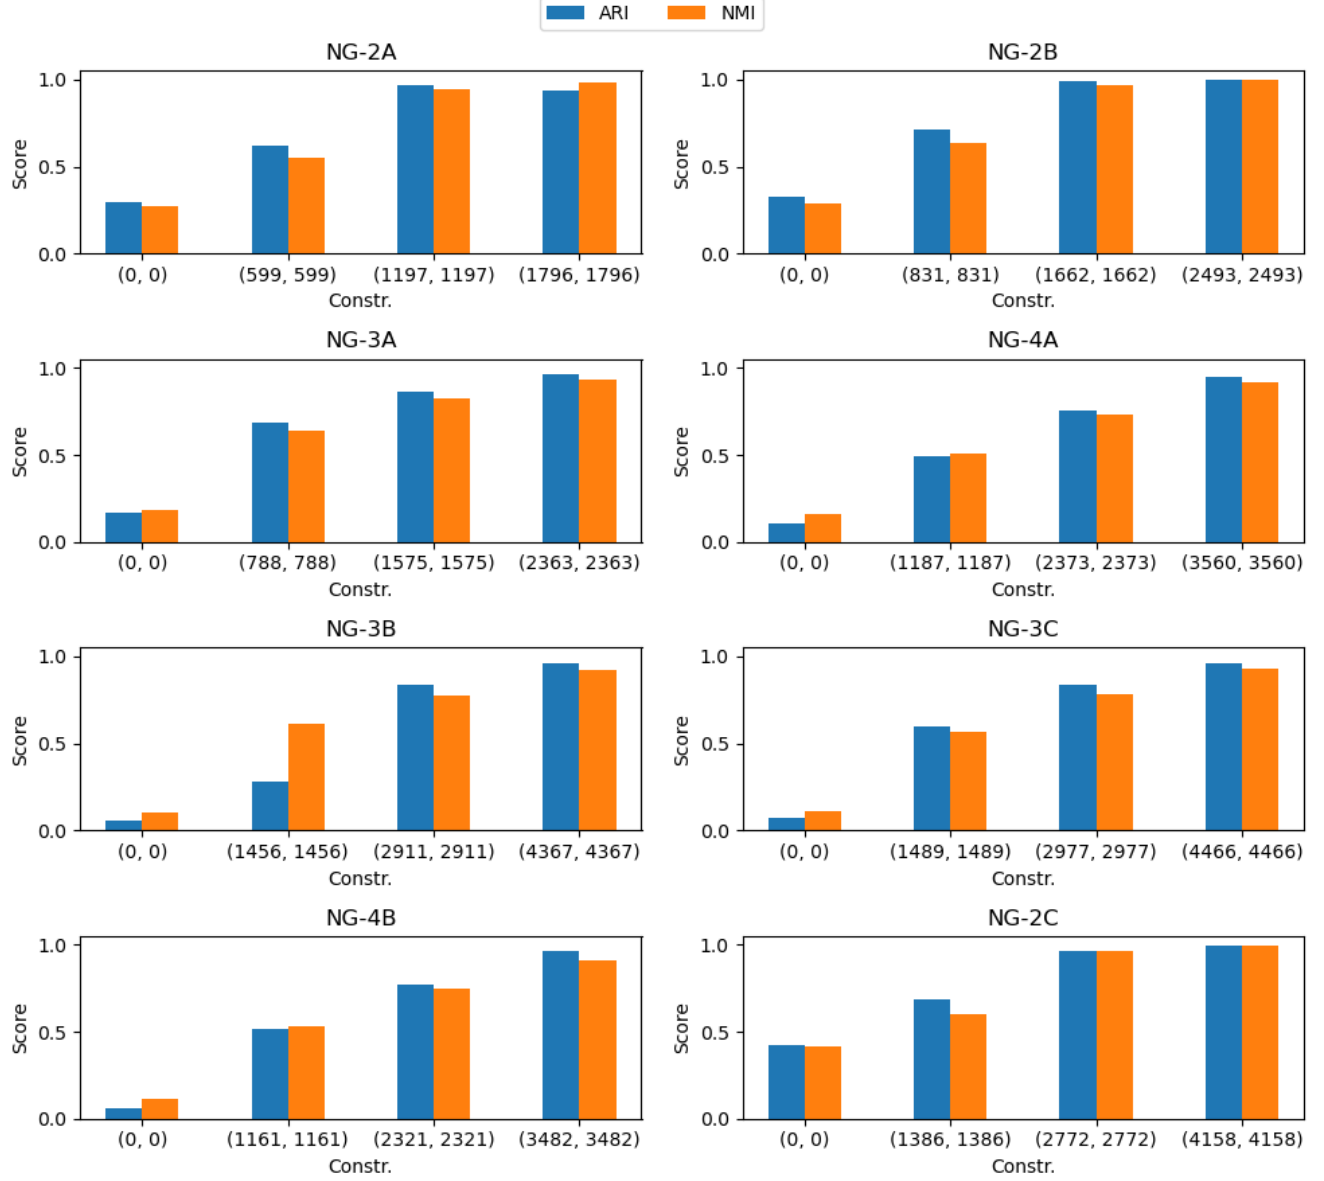 ARI NMI
NG-2A
1.0
0.5
0.0
Score
(0, 0) (599, 599) (1197, 1197) (1796, 1796)
Constr.
NG-2B
1.0
0.5
0.0
Score
(0, 0) (831, 831) (1662, 1662) (2493, 2493)
Constr.
NG-3A
1.0
0.5
0.0
Score
(0, 0) (788, 788) (1575, 1575) (2363, 2363)
Constr.
NG-4A
1.0
0.5
0.0
Score
(0, 0) (1187, 1187) (2373, 2373) (3560, 3560)
Constr.
NG-3B
1.0
0.5
0.0
Score
(0, 0) (1456, 1456) (2911, 2911) (4367, 4367)
Constr.
NG-3C
1.0
0.5
0.0
Score
(0, 0) (1489, 1489) (2977, 2977) (4466, 4466)
Constr.
NG-4B
1.0
0.5
0.0
Score
(0, 0) (1161, 1161) (2321, 2321) (3482, 3482)
Constr.
NG-2C
1.0
0.5
0.0
Score
(0, 0) (1386, 1386) (2772, 2772) (4158, 4158)
Constr.